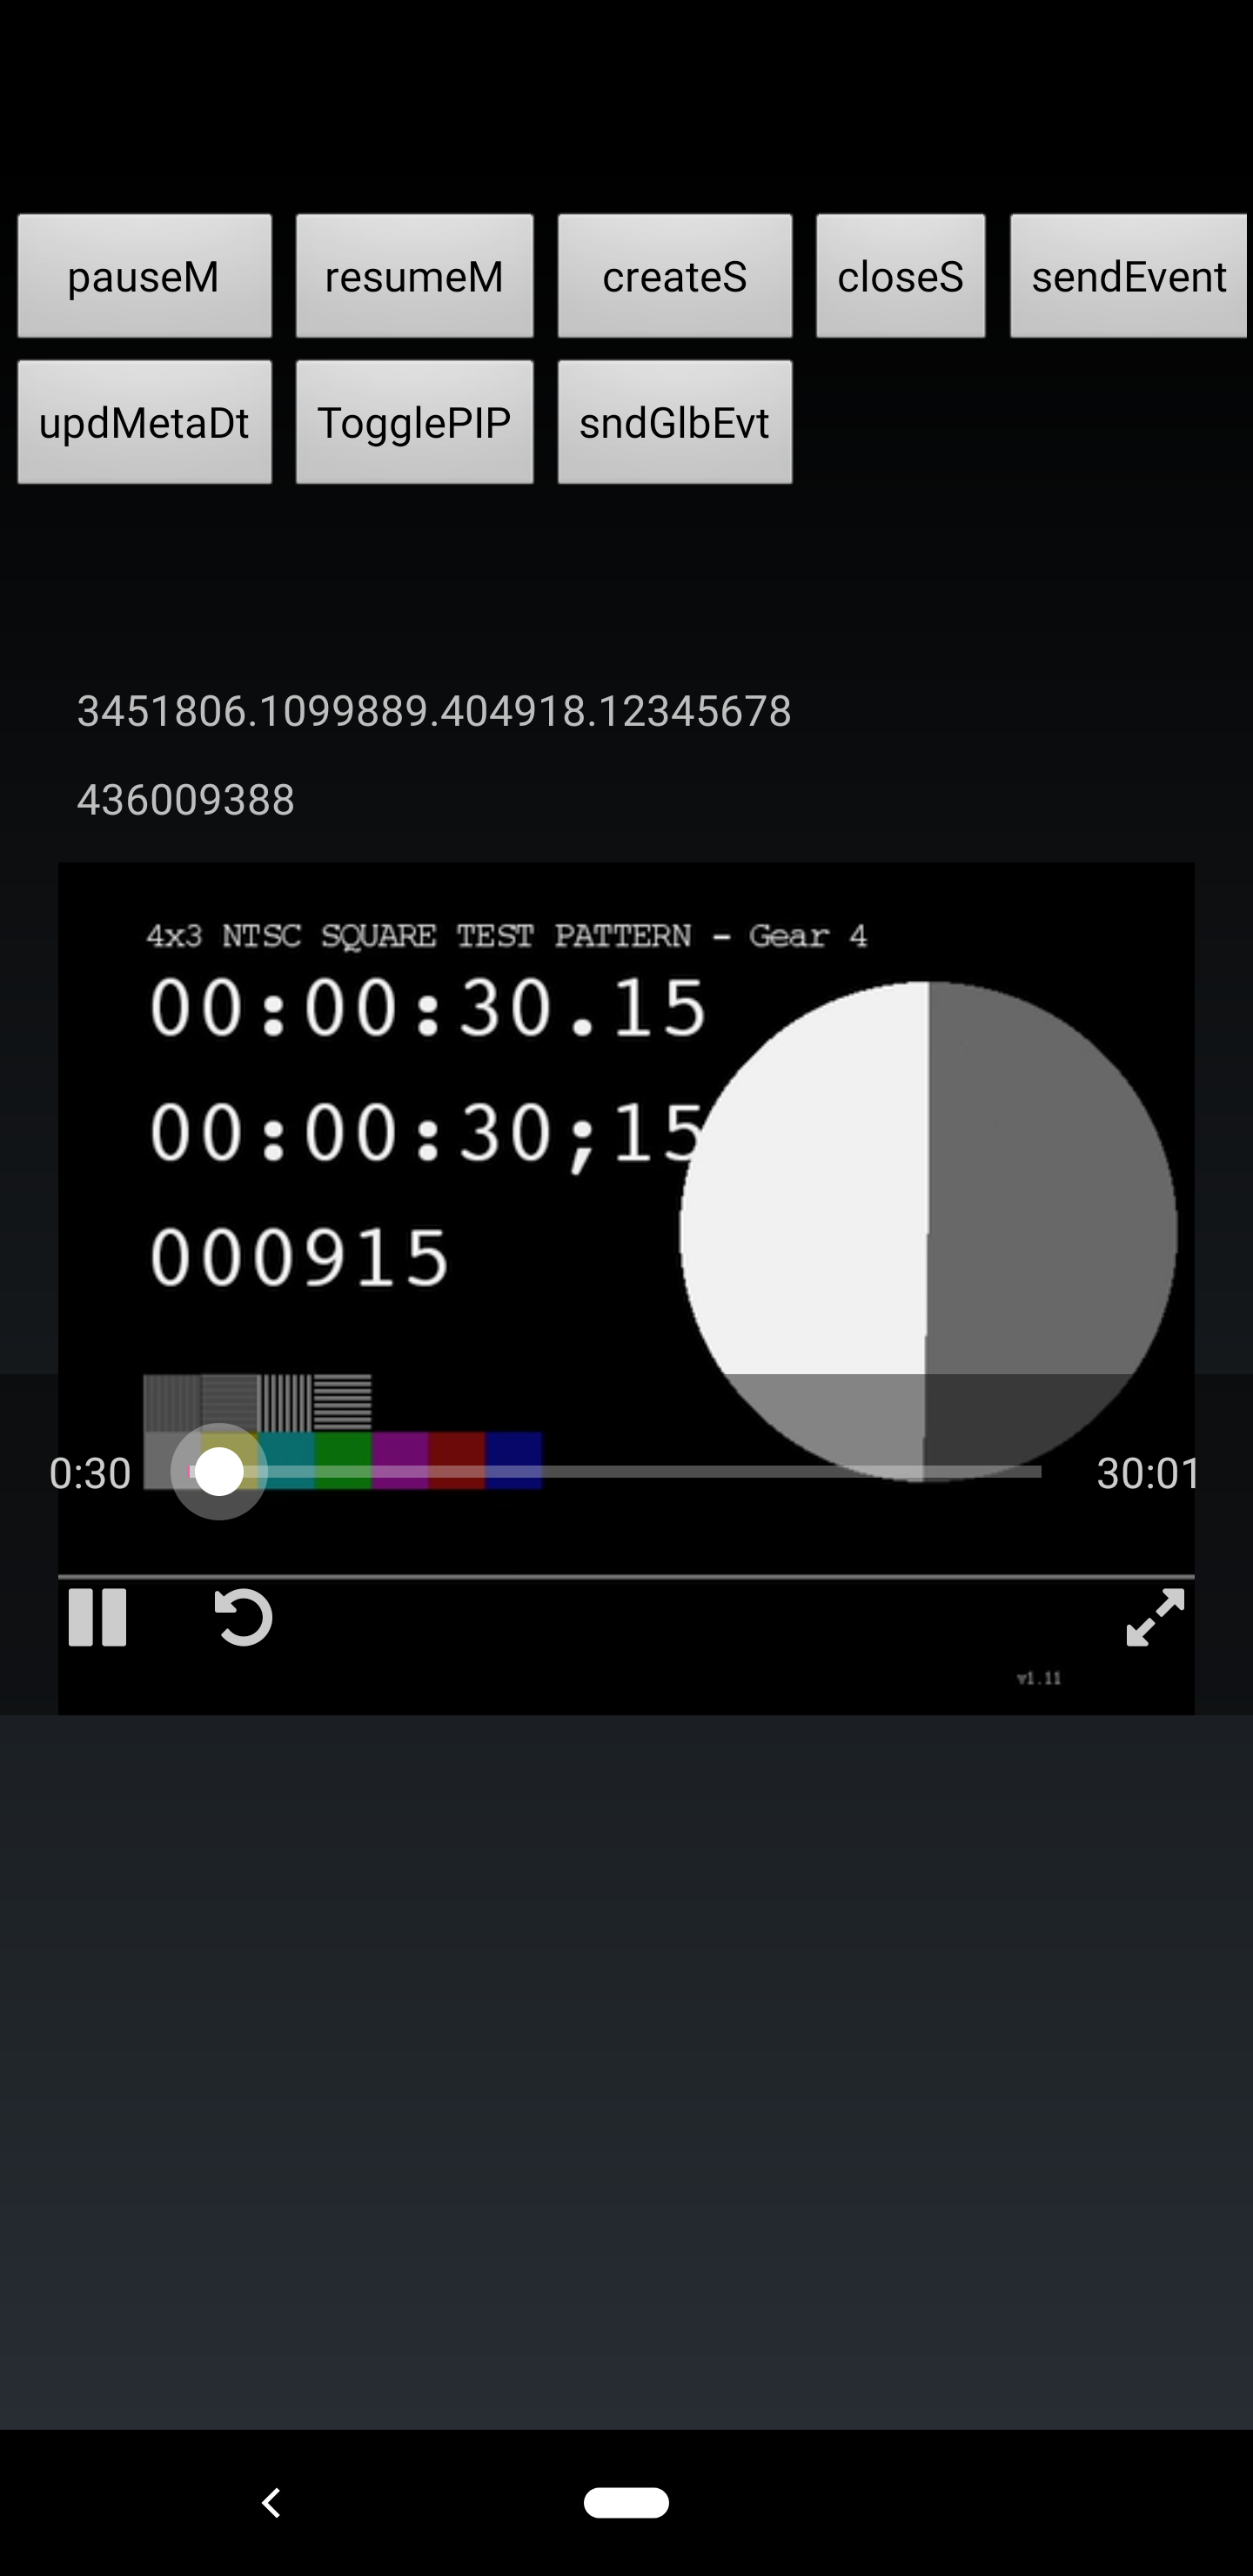 pauseM resumeM createS closeS sendEvent
updMetaDt TogglePIP sndGlbEvt
3451806.1099889.404918.12345678
436009388
4x3 NTSC SQUARE TEST PATTERN - Gear 4
00:00:30.15
00:00:30;15
000915
0:30 30:01
v1.11